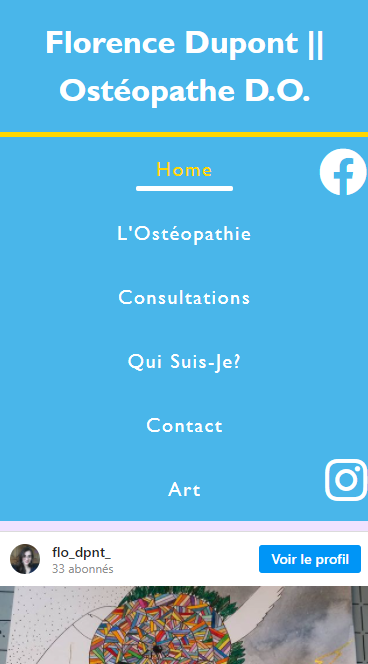 Florence Dupont ||
Ostéopathe D.O.
Home
L'Ostéopathie
Consultations
Qui Suis-Je?
Contact
Art
flo_dpnt_
33 abonnés
Voir le profil